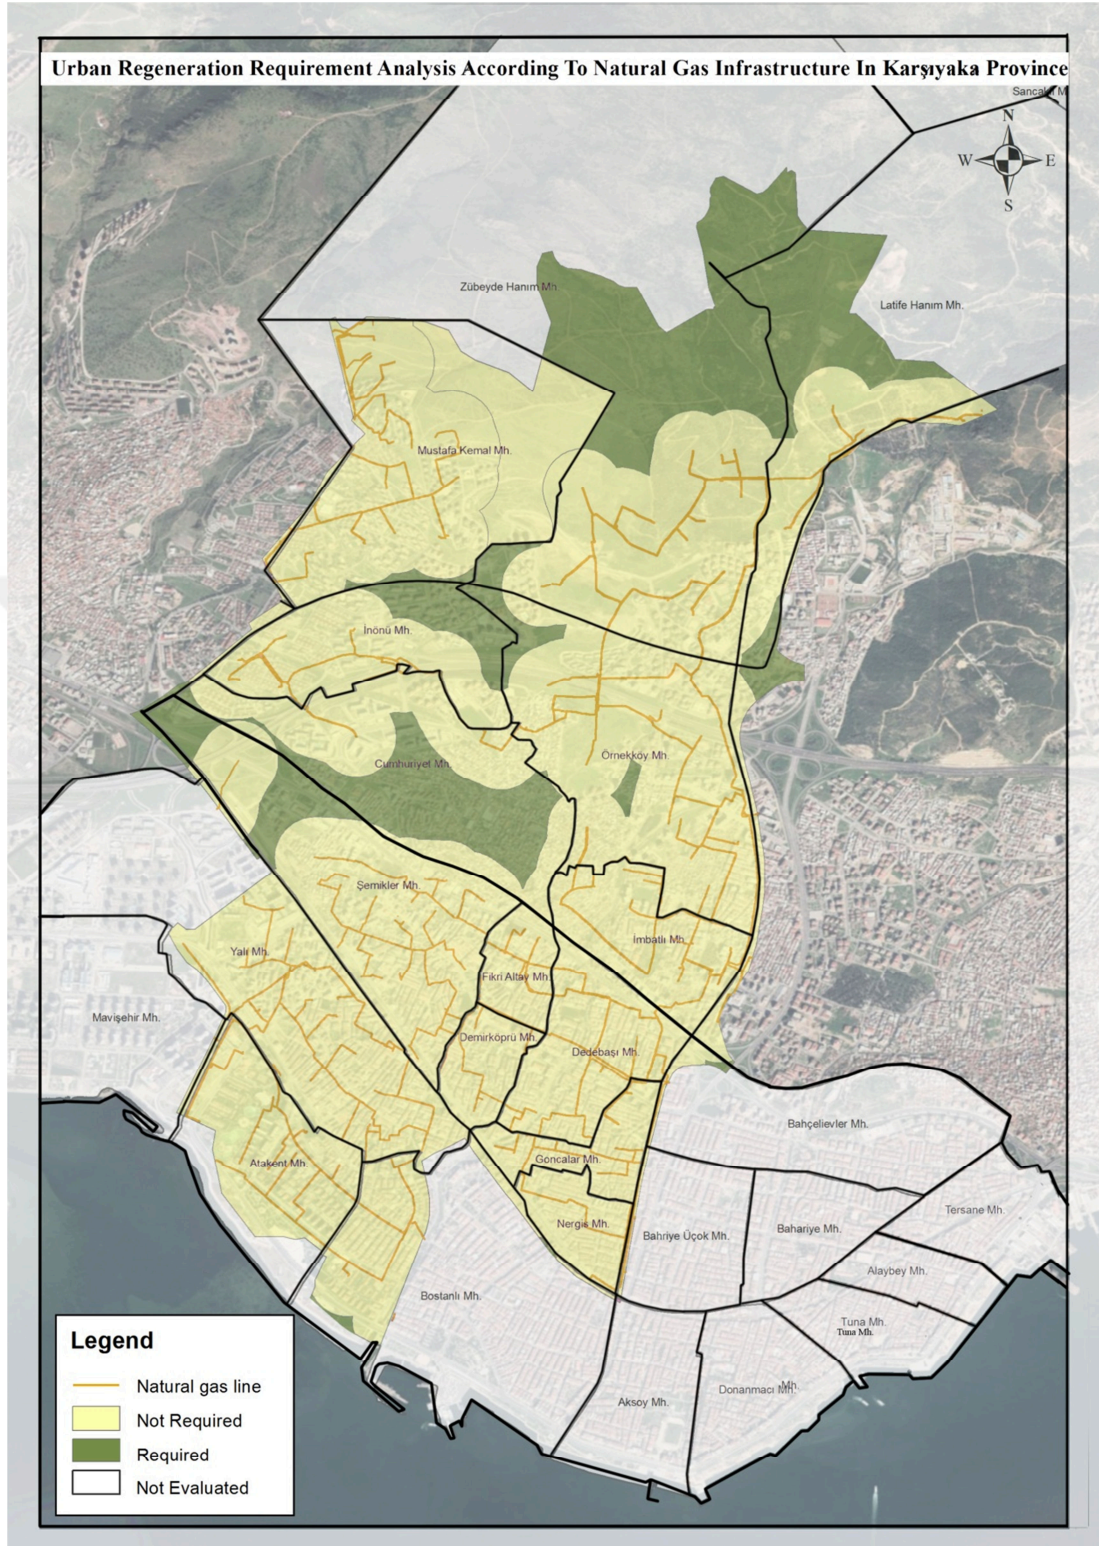 Urban Regeneration Requirement Analysis According To Natural Gas Infrastructure In Karşıyaka Province
N
W E
S
Zübeyde Hanım Mh.
Latife Hanım Mh.
Mustafa Kemal Mh.
İnönü Mh.
Örnekköy Mh.
Cumhuriyet Mh.
Şemikler Mh.
İmbatlı Mh.
Yalı Mh.
Fikri Altay Mh.
Mavişehir Mh.
Demirköprü Mh.
Dedebaşı Mh.
Bahçelievler Mh.
Atakent Mh.
Goncalar Mh.
Tersane Mh.
Nergis Mh.
Bahriye Üçok Mh.
Bahariye Mh.
Alaybey Mh.
Bostanlı Mh.
Tuna Mh.
Tuna Mh.
Mh.
Donanmacı Mh.
Aksoy Mh.
Legend
Natural gas line
Not Required
Required
Not Evaluated